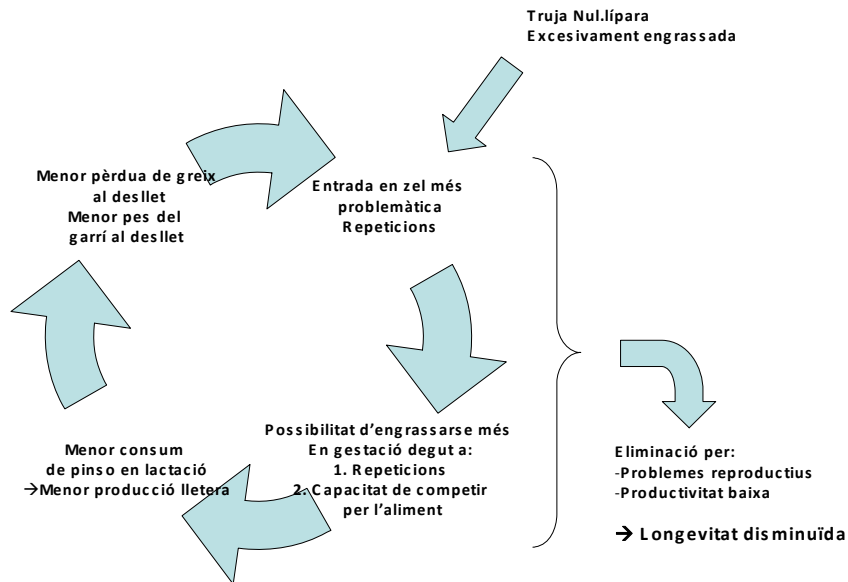 Truja Nul.lípara
Excesivament engrassada
Menor pèrdua de greix
al desllet
Menor pes del
garrí al desllet
Entrada en zel més
problemàtica
Repeticions
Possibilitat d'engrassarse més
En gestació degut a:
1. Repeticions
2. Capacitat de competir
per l'aliment
Menor consum
de pinso en lactació
→Menor producció lletera
Eliminació per:
-Problemes reproductius
-Productivitat baixa
→ Longevitat disminuïda